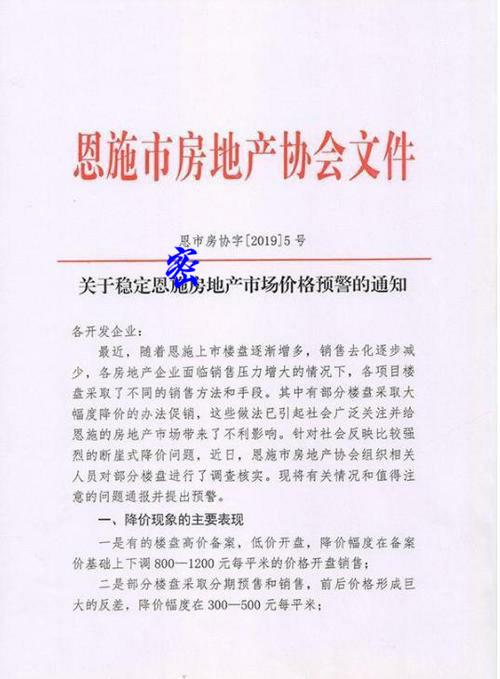 恩施市房地产协会文件
恩市房协字[2019]5号
密
关于稳定恩施房地产市场价格预警的通知
各开发企业：
最近，随着恩施上市楼盘逐渐增多，销售去化逐步减
少，各房地产企业面临销售压力增大的情况下，各项目楼
盘采取了不同的销售方法和手段。其中有部分楼盘采取大
幅度降价的办法促销，这些做法已引起社会广泛关注并给
恩施的房地产市场带来了不利影响。针对社会反映比较强
烈的断崖式降价问题，近日，恩施市房地产协会组织相关
人员对部分楼盘进行了调查核实。现将有关情况和值得注
意的问题通报并提出预警。
一、降价现象的主要表现
一是有的楼盘高价备案，低价开盘，降价幅度在备案
价基础上下调800—1200元每平米的价格开盘销售；
二是部分楼盘采取分期预售和销售，前后价格形成巨
大的反差，降价幅度在300—500元每平米；